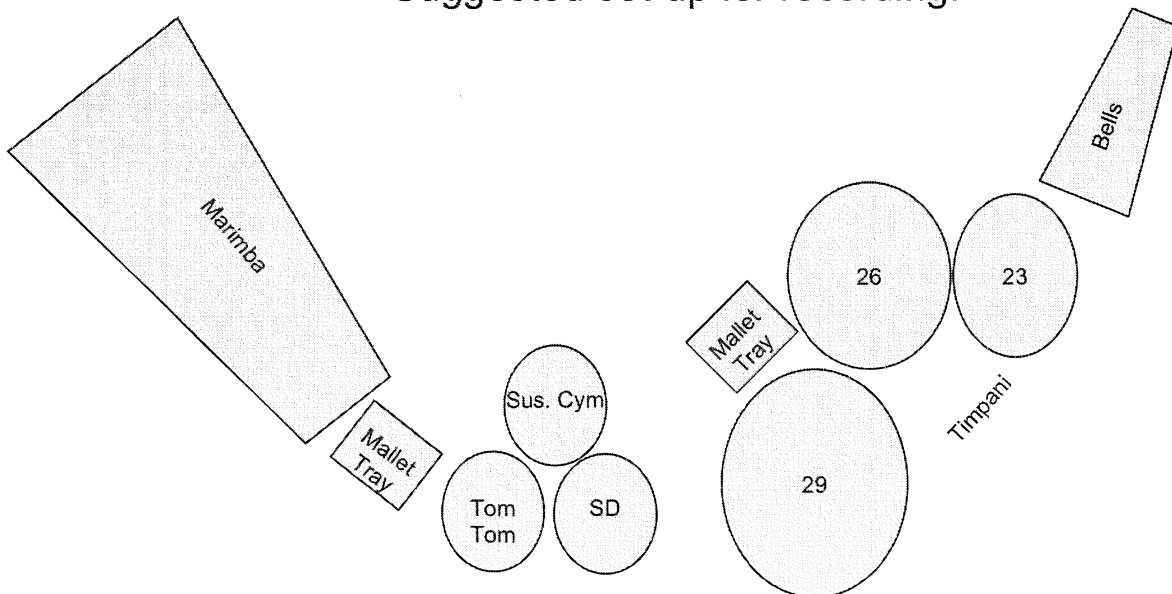 Suggested set up for recording:
Bells
Marimba
26
23
Mallet
Tray
Sus. Cym
Timpani
Mallet
Tray
29
Tom
Tom
SD